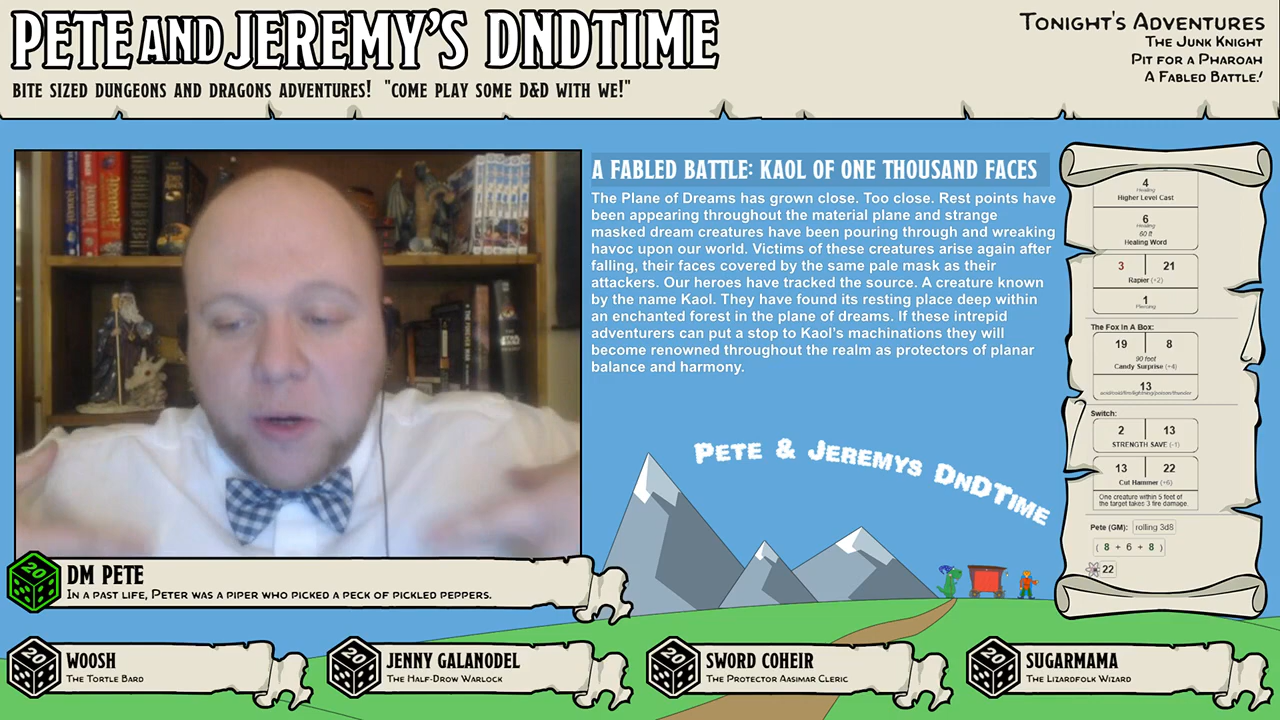 PETE AND JEREMY'S DNDTIME
BITE SIZED DUNGEONS AND DRAGONS ADVENTURES! "COME PLAY SOME D&D WITH WE!"
TONIGHT'S ADVENTURES
THE JUNK KNIGHT
PIT FOR A PHAROAH
A FABLED BATTLE!
A FABLED BATTLE: KAOL OF ONE THOUSAND FACES
The Plane of Dreams has grown close. Too close. Rest points have
been appearing throughout the material plane and strange
masked dream creatures have been pouring through and wreaking
havoc upon our world. Victims of these creatures arise again after
falling, their faces covered by the same pale mask as their
attackers. Our heroes have tracked the source. A creature known
by the name Kaol. They have found its resting place deep within
an enchanted forest in the plane of dreams. If these intrepid
adventurers can put a stop to Kaol's machinations they will
become renowned throughout the realm as protectors of planar
balance and harmony.
PETE & JEREMYS DNDTIME
4
Healing
Higher Level Cast
6
Healing
60 ft
Healing Word
3 21
Rapier (+2)
1
Piercing
The Fox In A Box:
19 8
90 foot
Candy Surprise (+4)
13
acid/cold/fire/lightning/poison/thunder
Switch:
2 13
STRENGTH SAVE (-1)
13 22
Cut Hammer (+6)
One creature within 5 feet of
the target takes 3 fire damage.
Pete (GM): rolling 3d8
( 8 + 6 + 8 )
22
20
DM PETE
IN A PAST LIFE, PETER WAS A PIPER WHO PICKED A PECK OF PICKLED PEPPERS.
20
WOOSH
THE TORTLE BARD
20
JENNY GALANODEL
THE HALF-DROW WARLOCK
20
SWORD COHEIR
THE PROTECTOR AASIMAR CLERIC
20
SUGARMAMA
THE LIZARDFOLK WIZARD